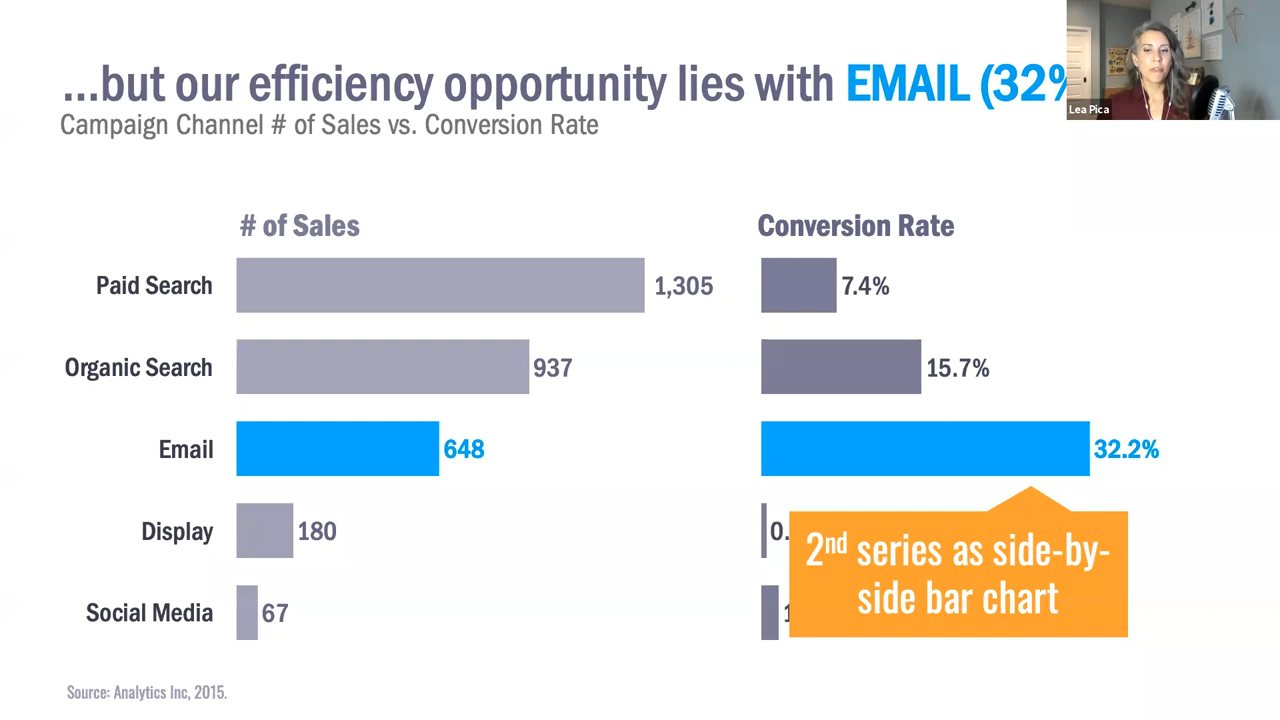 ...but our efficiency opportunity lies with EMAIL (32%
Lea Pica
Campaign Channel # of Sales vs. Conversion Rate
# of Sales
Conversion Rate
Paid Search
1,305
7.4%
Organic Search
937
15.7%
Email
648
32.2%
Display
180
0.
2nd series as side-by-
side bar chart
Social Media
67
1
Source: Analytics Inc, 2015.